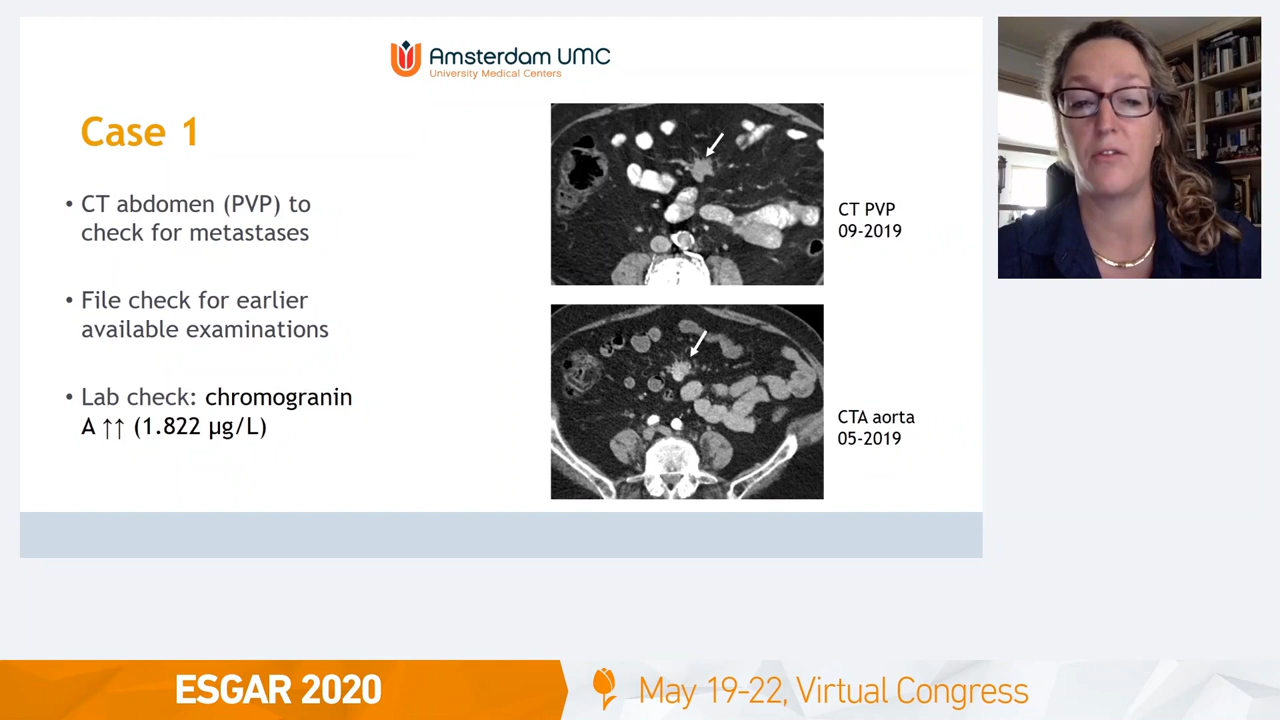 Amsterdam UMC
University Medical Centers
Case 1
• CT abdomen (PVP) to
check for metastases
• File check for earlier
available examinations
• Lab check: chromogranin
A ↑↑ (1.822 µg/L)
CT PVP
09-2019
CTA aorta
05-2019
ESGAR 2020
May 19-22, Virtual Congress